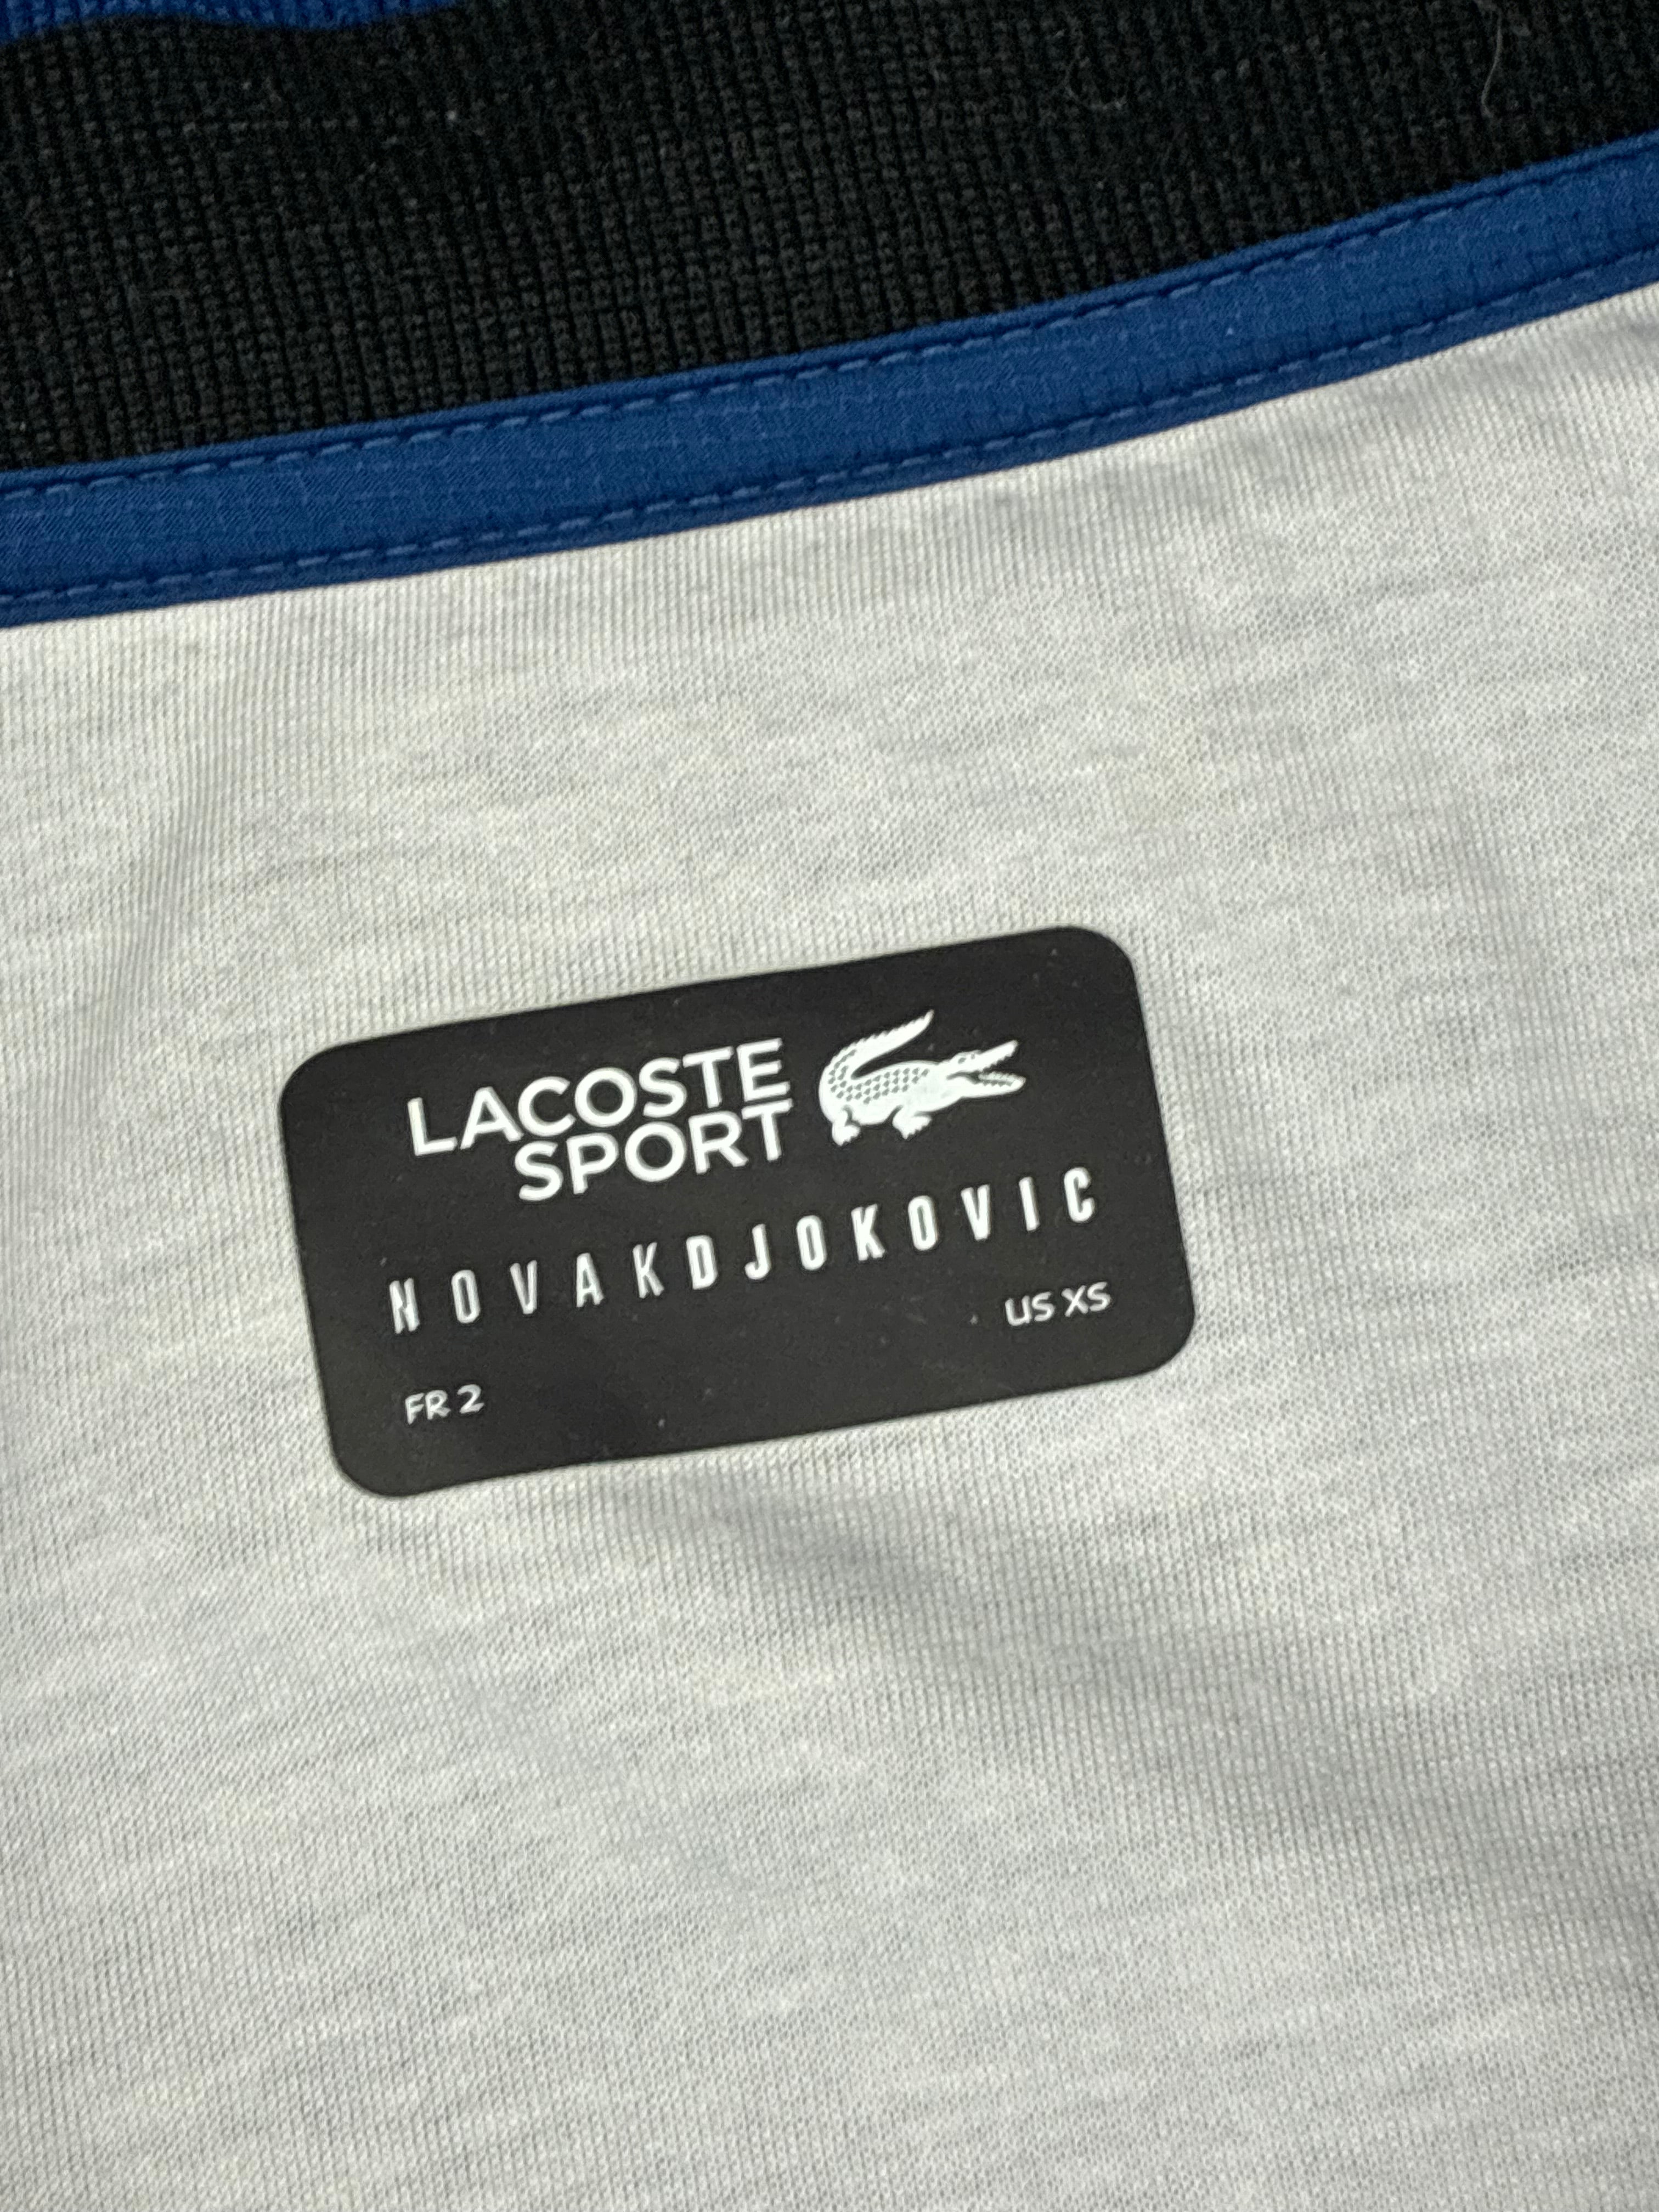 LACOSTE
SPORT
NOVAKDJOKOVIC
FR 2
US XS